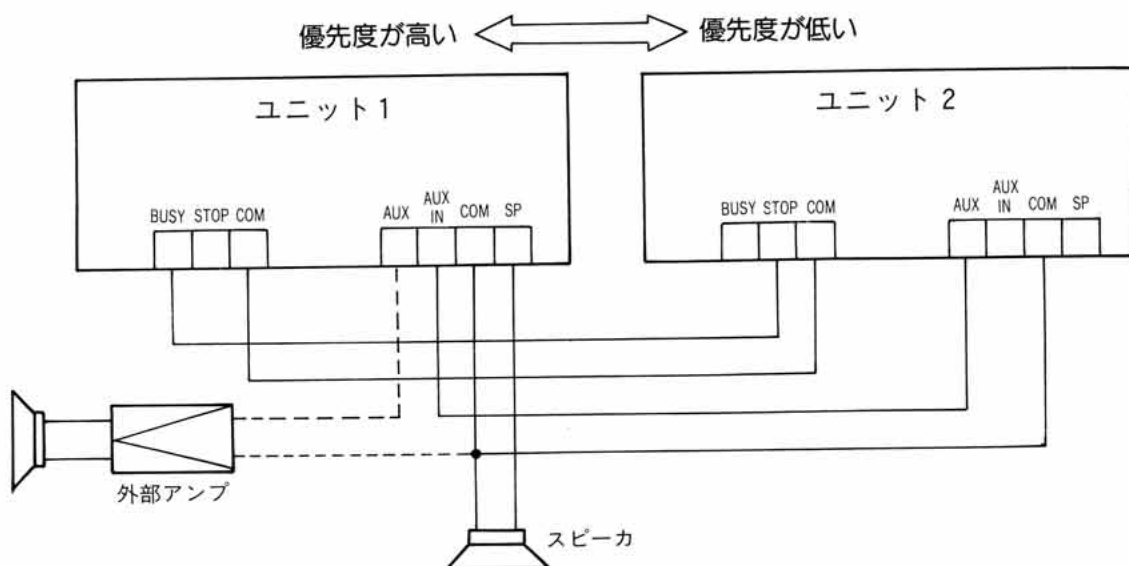 優先度が高い 優先度が低い
ユニット1
ユニット2
BUSY STOP COM
AUX AUX IN COM SP
BUSY STOP COM
AUX AUX IN COM SP
外部アンプ
スピーカ